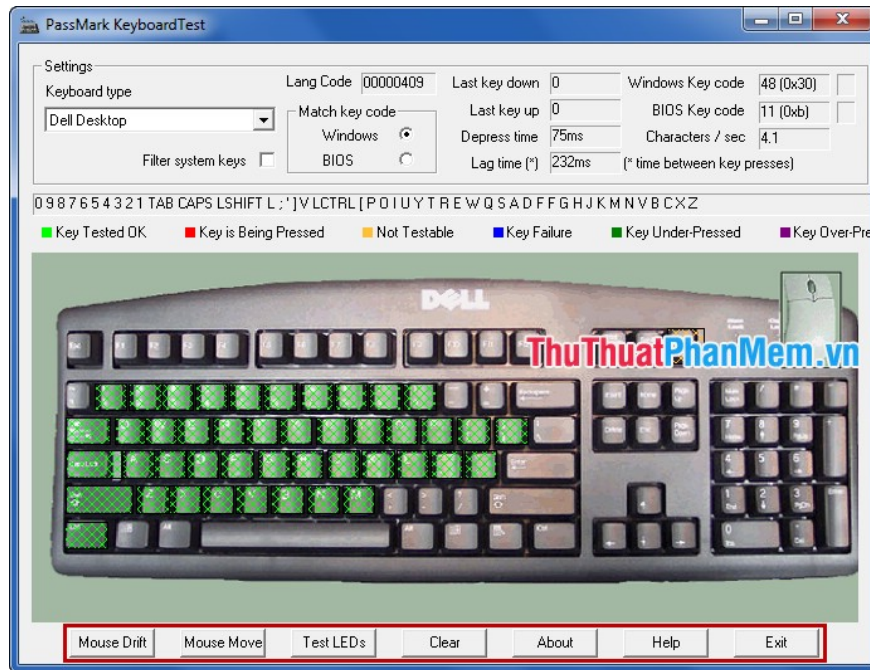 PassMark KeyboardTest
Settings
Keyboard type
Dell Desktop
Filter system keys
Lang Code 00000409
Match key code
Windows
BIOS
Last key down 0
Last key up 0
Depress time 75ms
Lag time (*) 232ms
Windows Key code 48 (0x30)
BIOS Key code 11 (0xb)
Characters / sec 4.1
(* time between key presses)
0 9 8 7 6 5 4 3 2 1 TAB CAPS LSHIFT L ; ' ] V LCTRL [ P O I U Y T R E W Q S A D F F G H J K M N V B C X Z
Key Tested OK Key is Being Pressed Not Testable Key Failure Key Under-Pressed Key Over-Pre
DELL
ThuThuatPhanMem.vn
Mouse Drift Mouse Move Test LEDs Clear About Help Exit